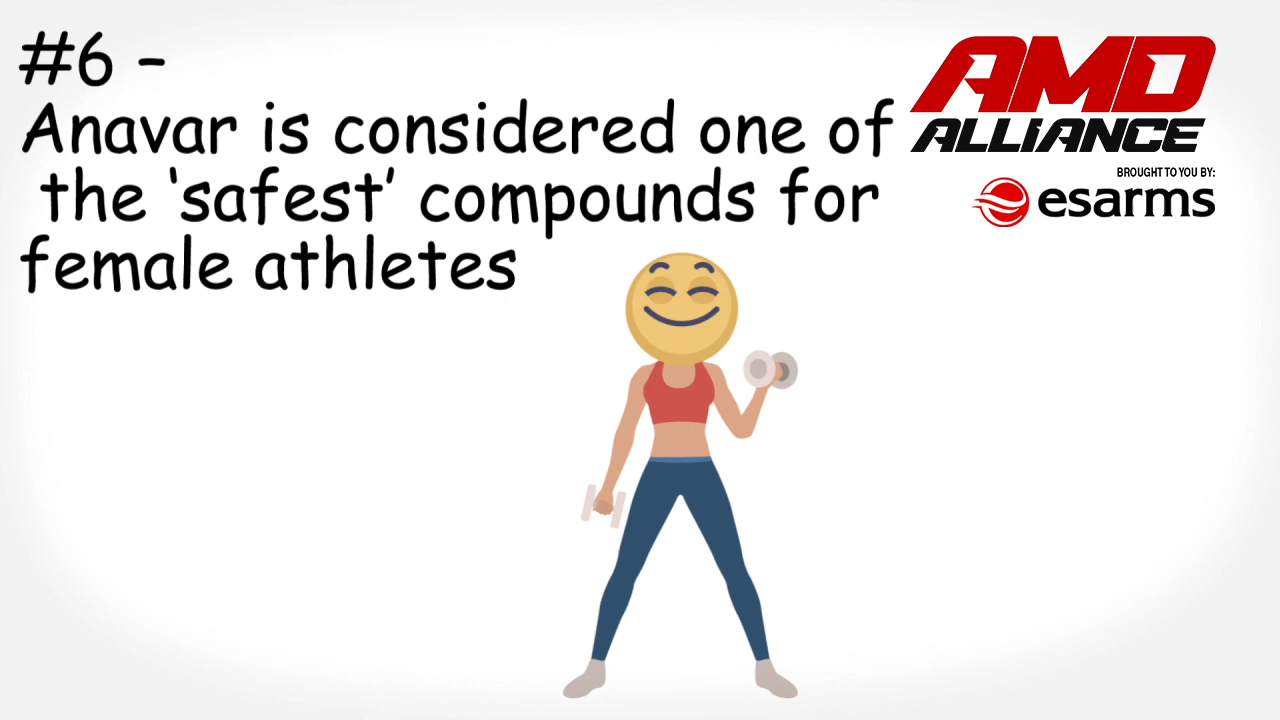 #6 –
Anavar is considered one of
the ‘safest’ compounds for
female athletes
AMD
ALLiANCE
BROUGHT TO YOU BY:
esarms